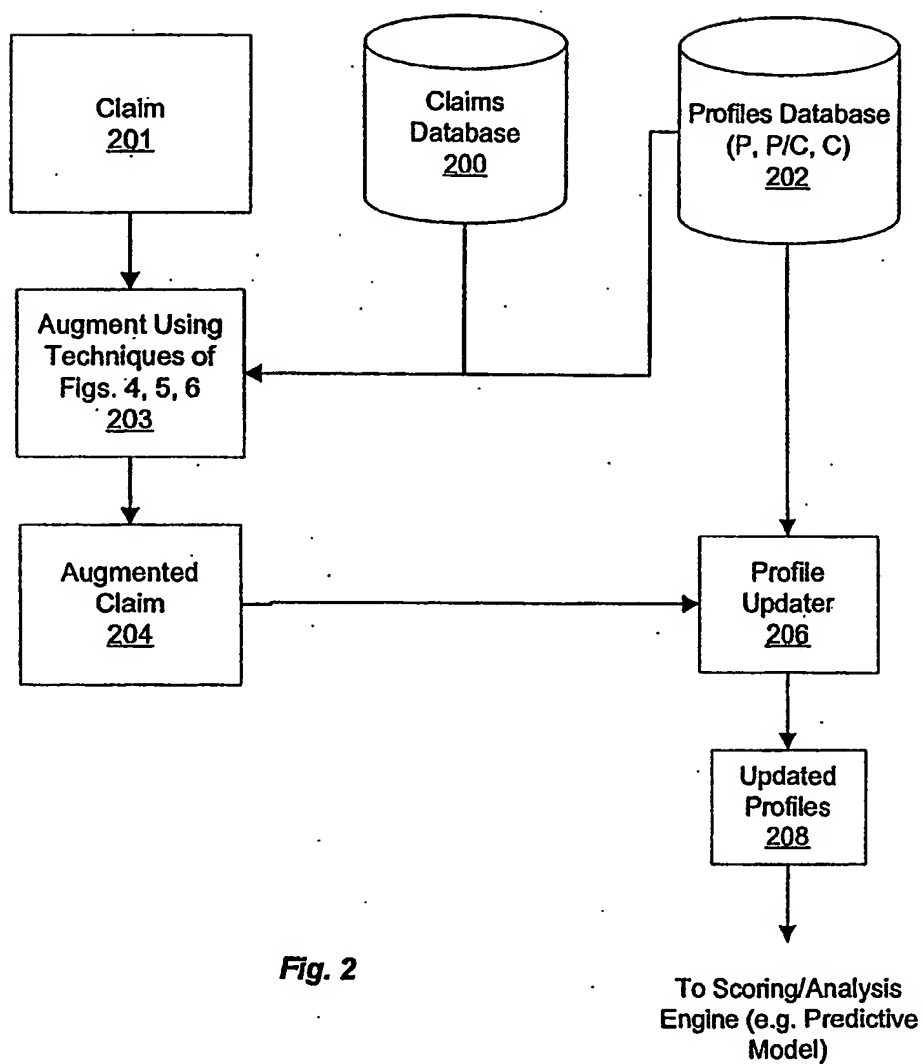 Claim
201
Claims
Database
200
Profiles Database
(P, P/C, C)
202
Augment Using
Techniques of
Figs. 4, 5, 6
203
Augmented
Claim
204
Profile
Updater
206
Updated
Profiles
208
Fig. 2
To Scoring/Analysis
Engine (e.g. Predictive
Model)